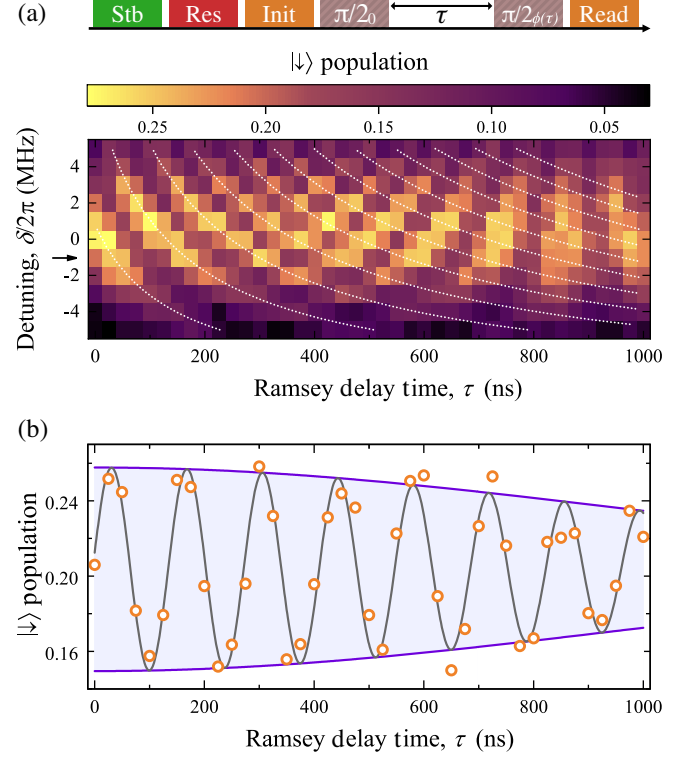 (a)
Stb Res Init π/2₀ τ π/2ϕ(τ) Read
|↓⟩ population
0.25 0.20 0.15 0.10 0.05
Detuning, δ/2π (MHz)
4
2
0
-2
-4
0 200 400 600 800 1000
Ramsey delay time, τ (ns)
(b)
|↓⟩ population
0.24
0.20
0.16
0 200 400 600 800 1000
Ramsey delay time, τ (ns)